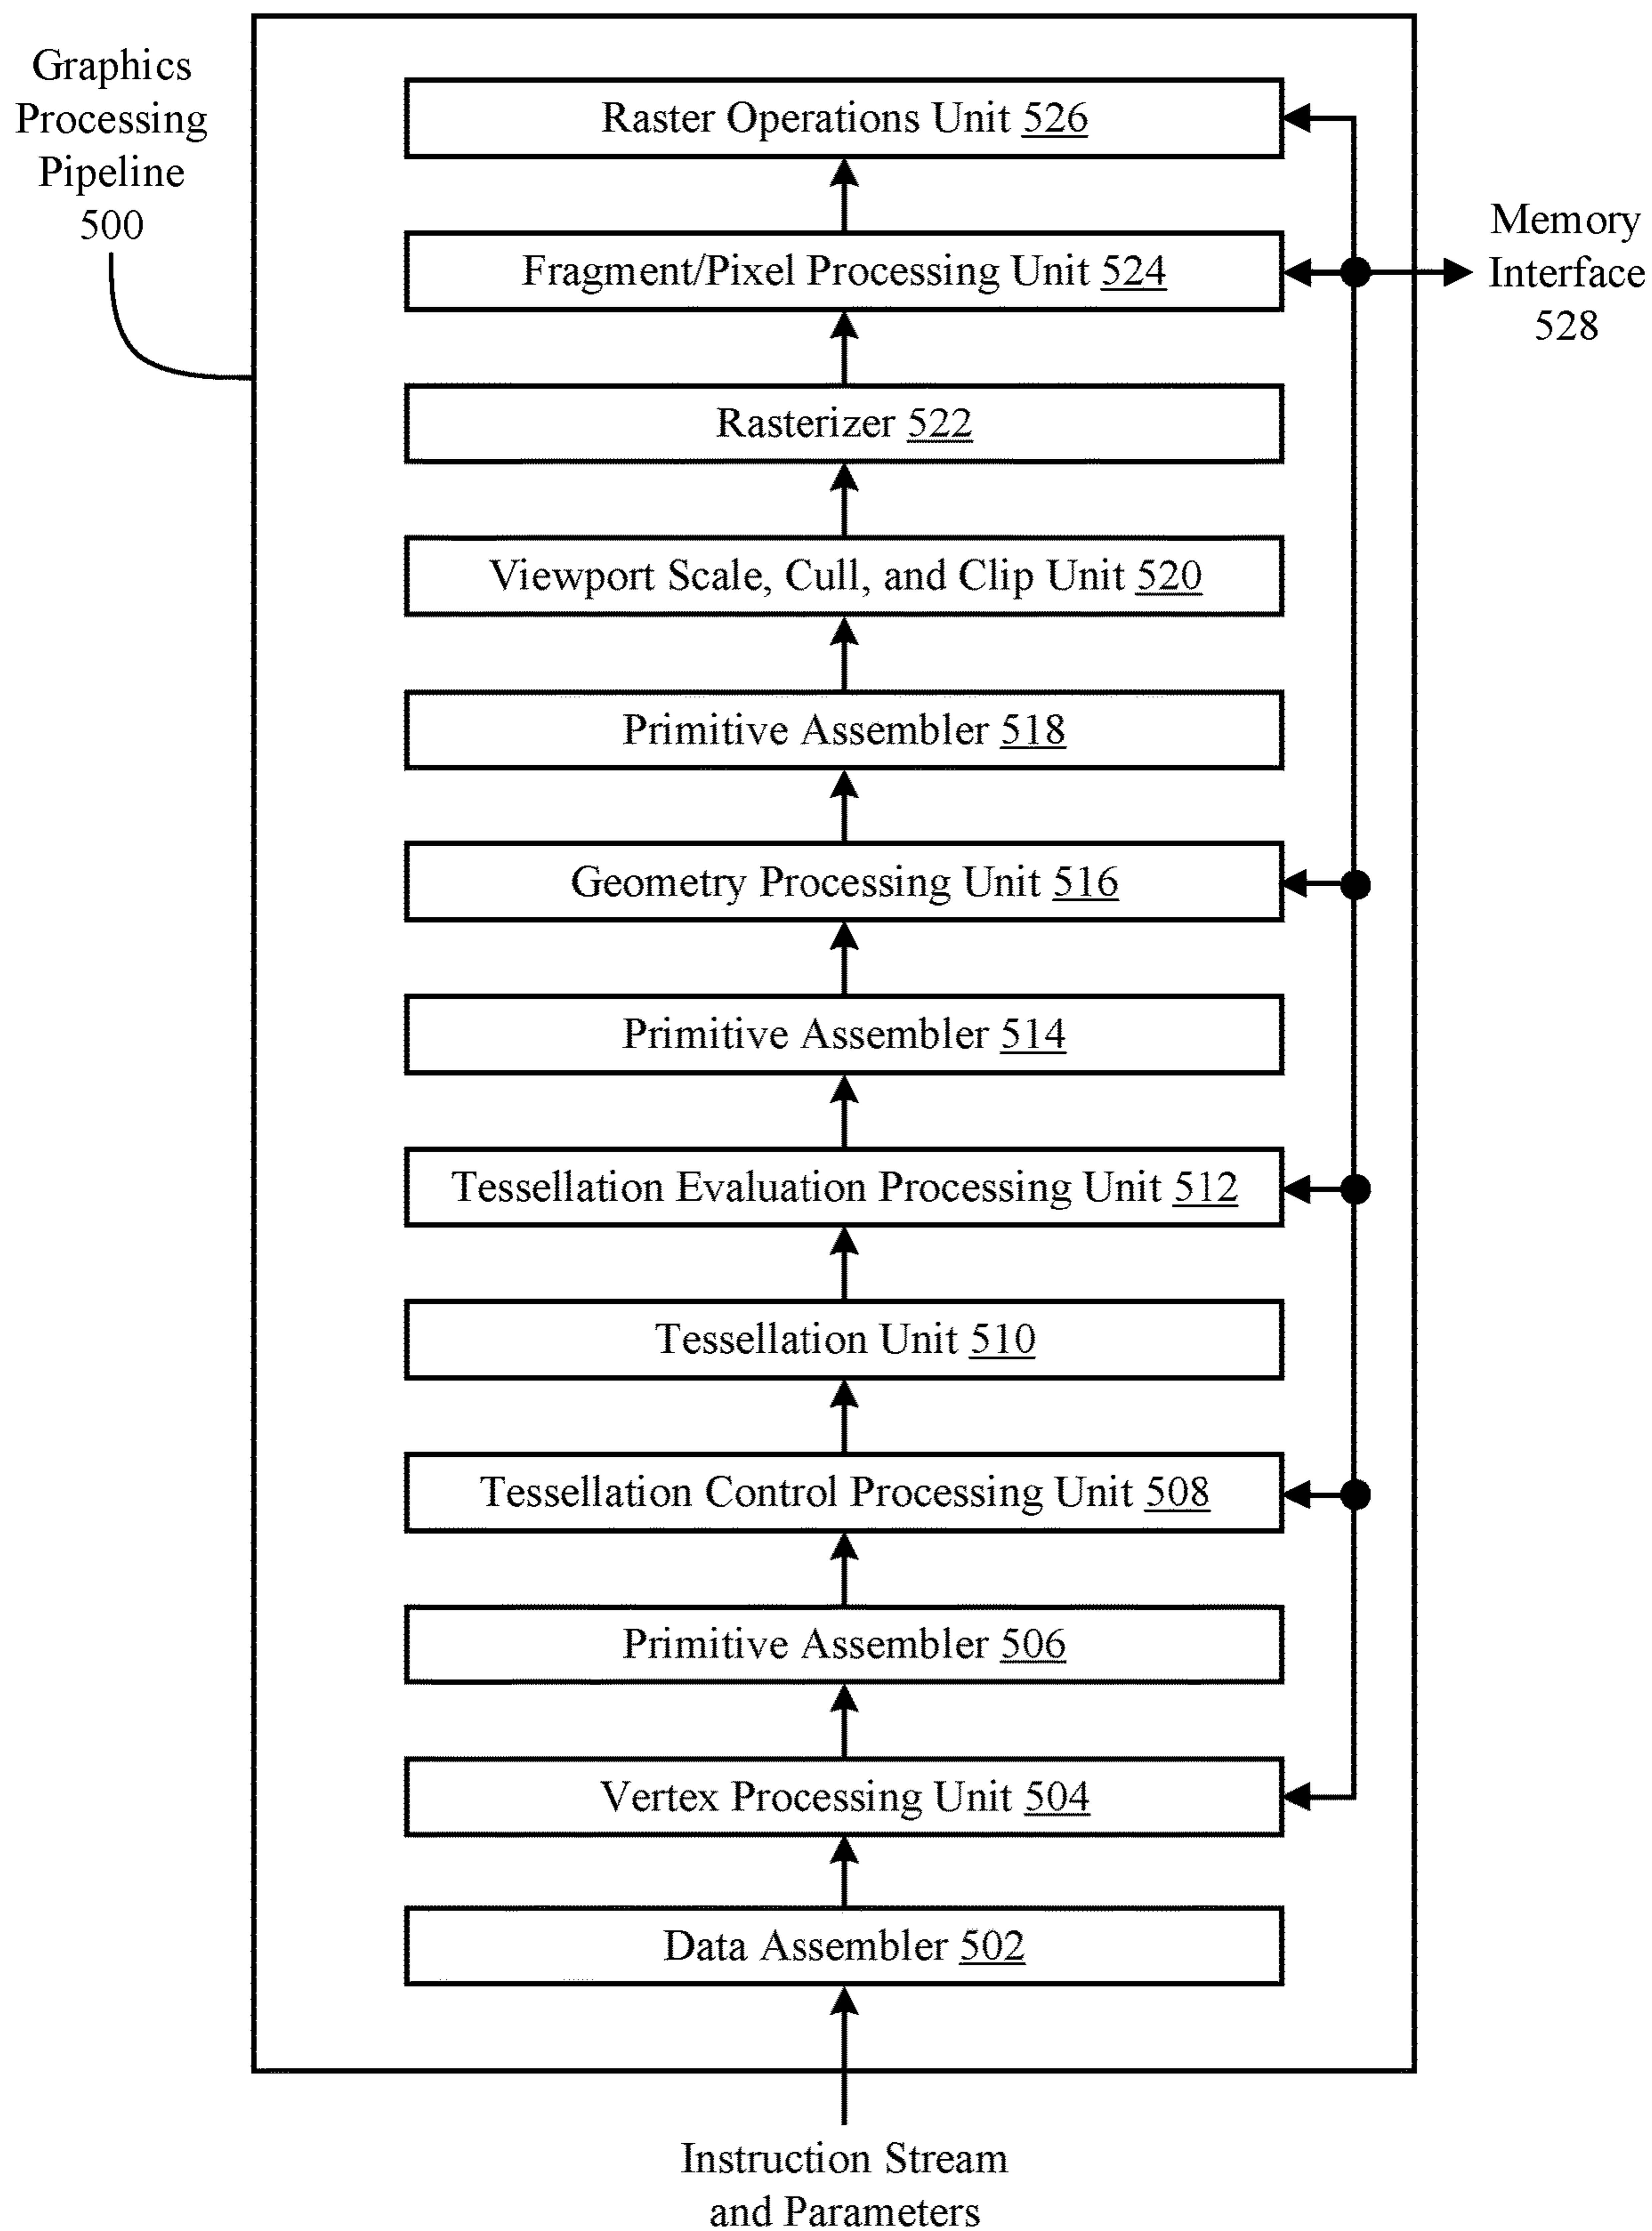 Graphics
Processing
Pipeline
500
Raster Operations Unit 526
Fragment/Pixel Processing Unit 524
Memory
Interface
528
Rasterizer 522
Viewport Scale, Cull, and Clip Unit 520
Primitive Assembler 518
Geometry Processing Unit 516
Primitive Assembler 514
Tessellation Evaluation Processing Unit 512
Tessellation Unit 510
Tessellation Control Processing Unit 508
Primitive Assembler 506
Vertex Processing Unit 504
Data Assembler 502
Instruction Stream
and Parameters